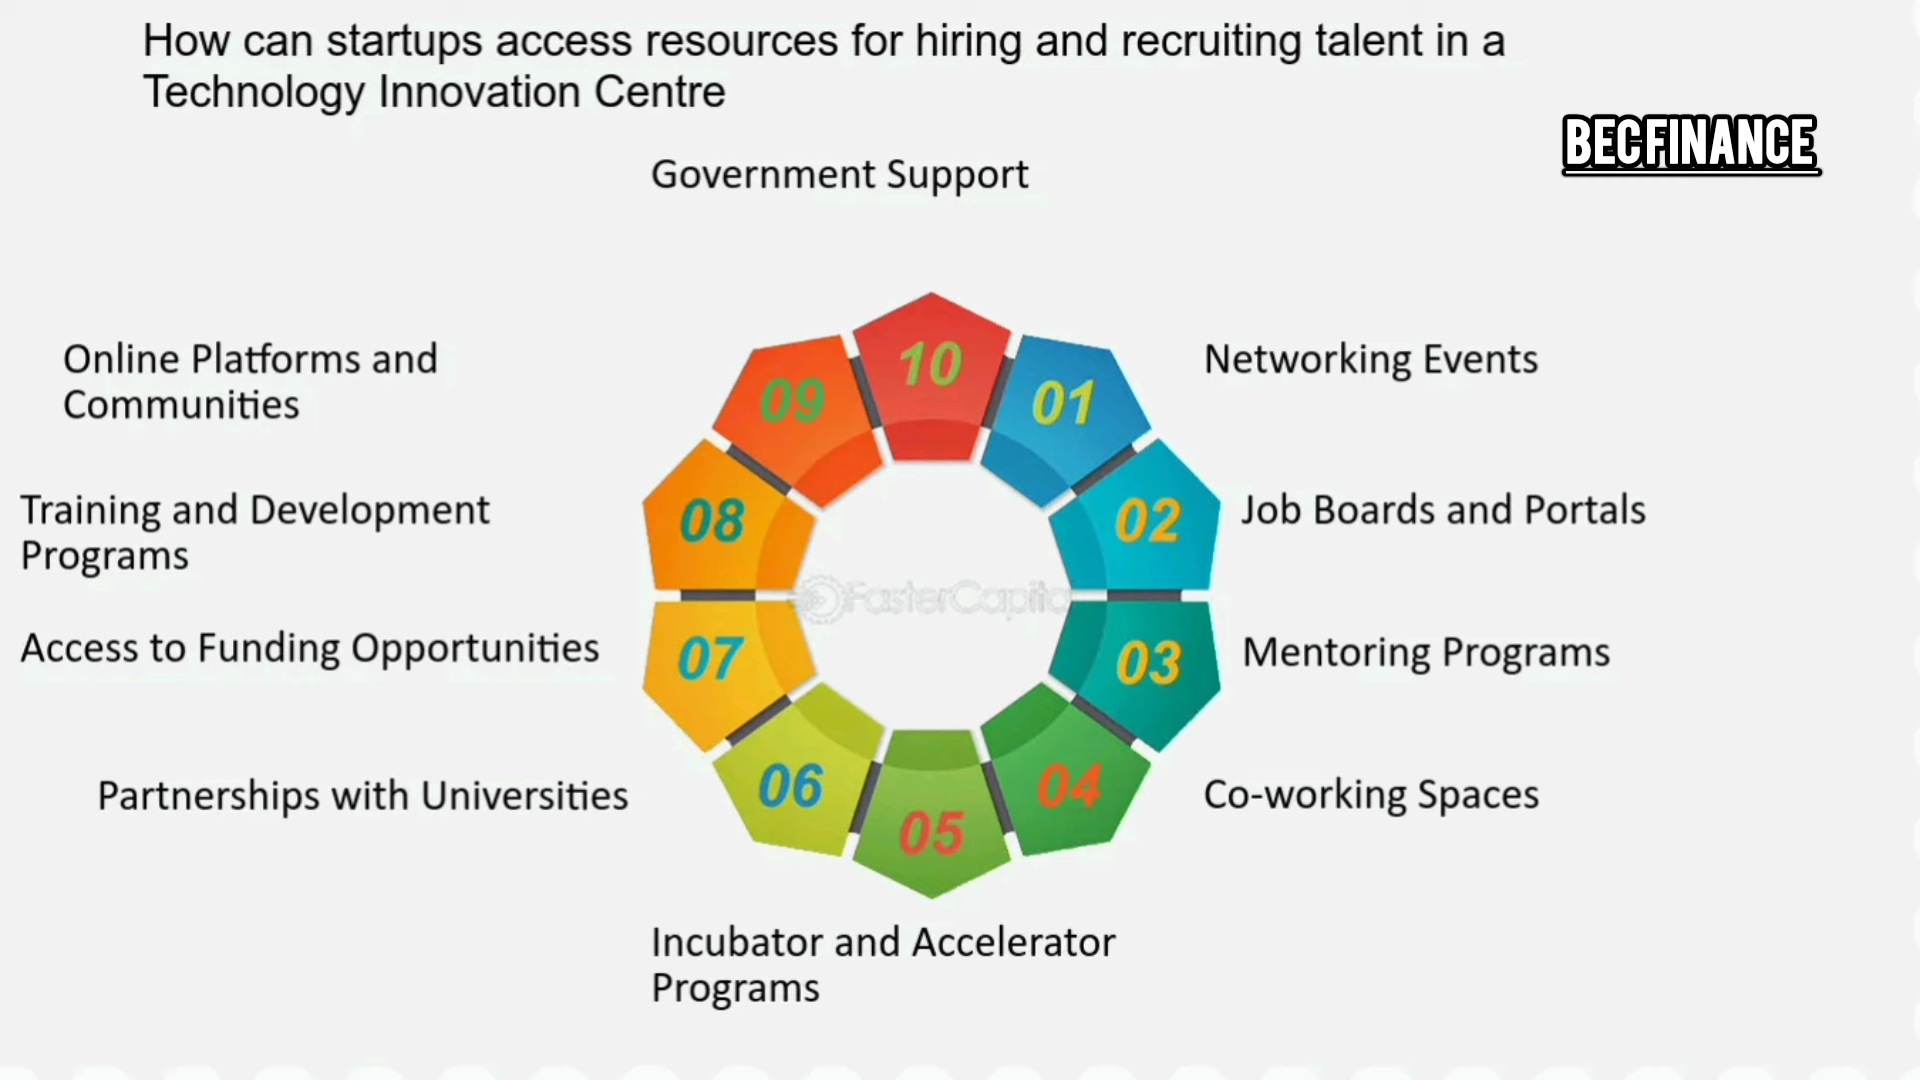 How can startups access resources for hiring and recruiting talent in a
Technology Innovation Centre
BECFINANCE
Government Support
Online Platforms and
Communities
Networking Events
10
09
01
Training and Development
Programs
08
02
Job Boards and Portals
FasterCapital
Access to Funding Opportunities
07
03
Mentoring Programs
Partnerships with Universities
06
04
Co-working Spaces
05
Incubator and Accelerator
Programs